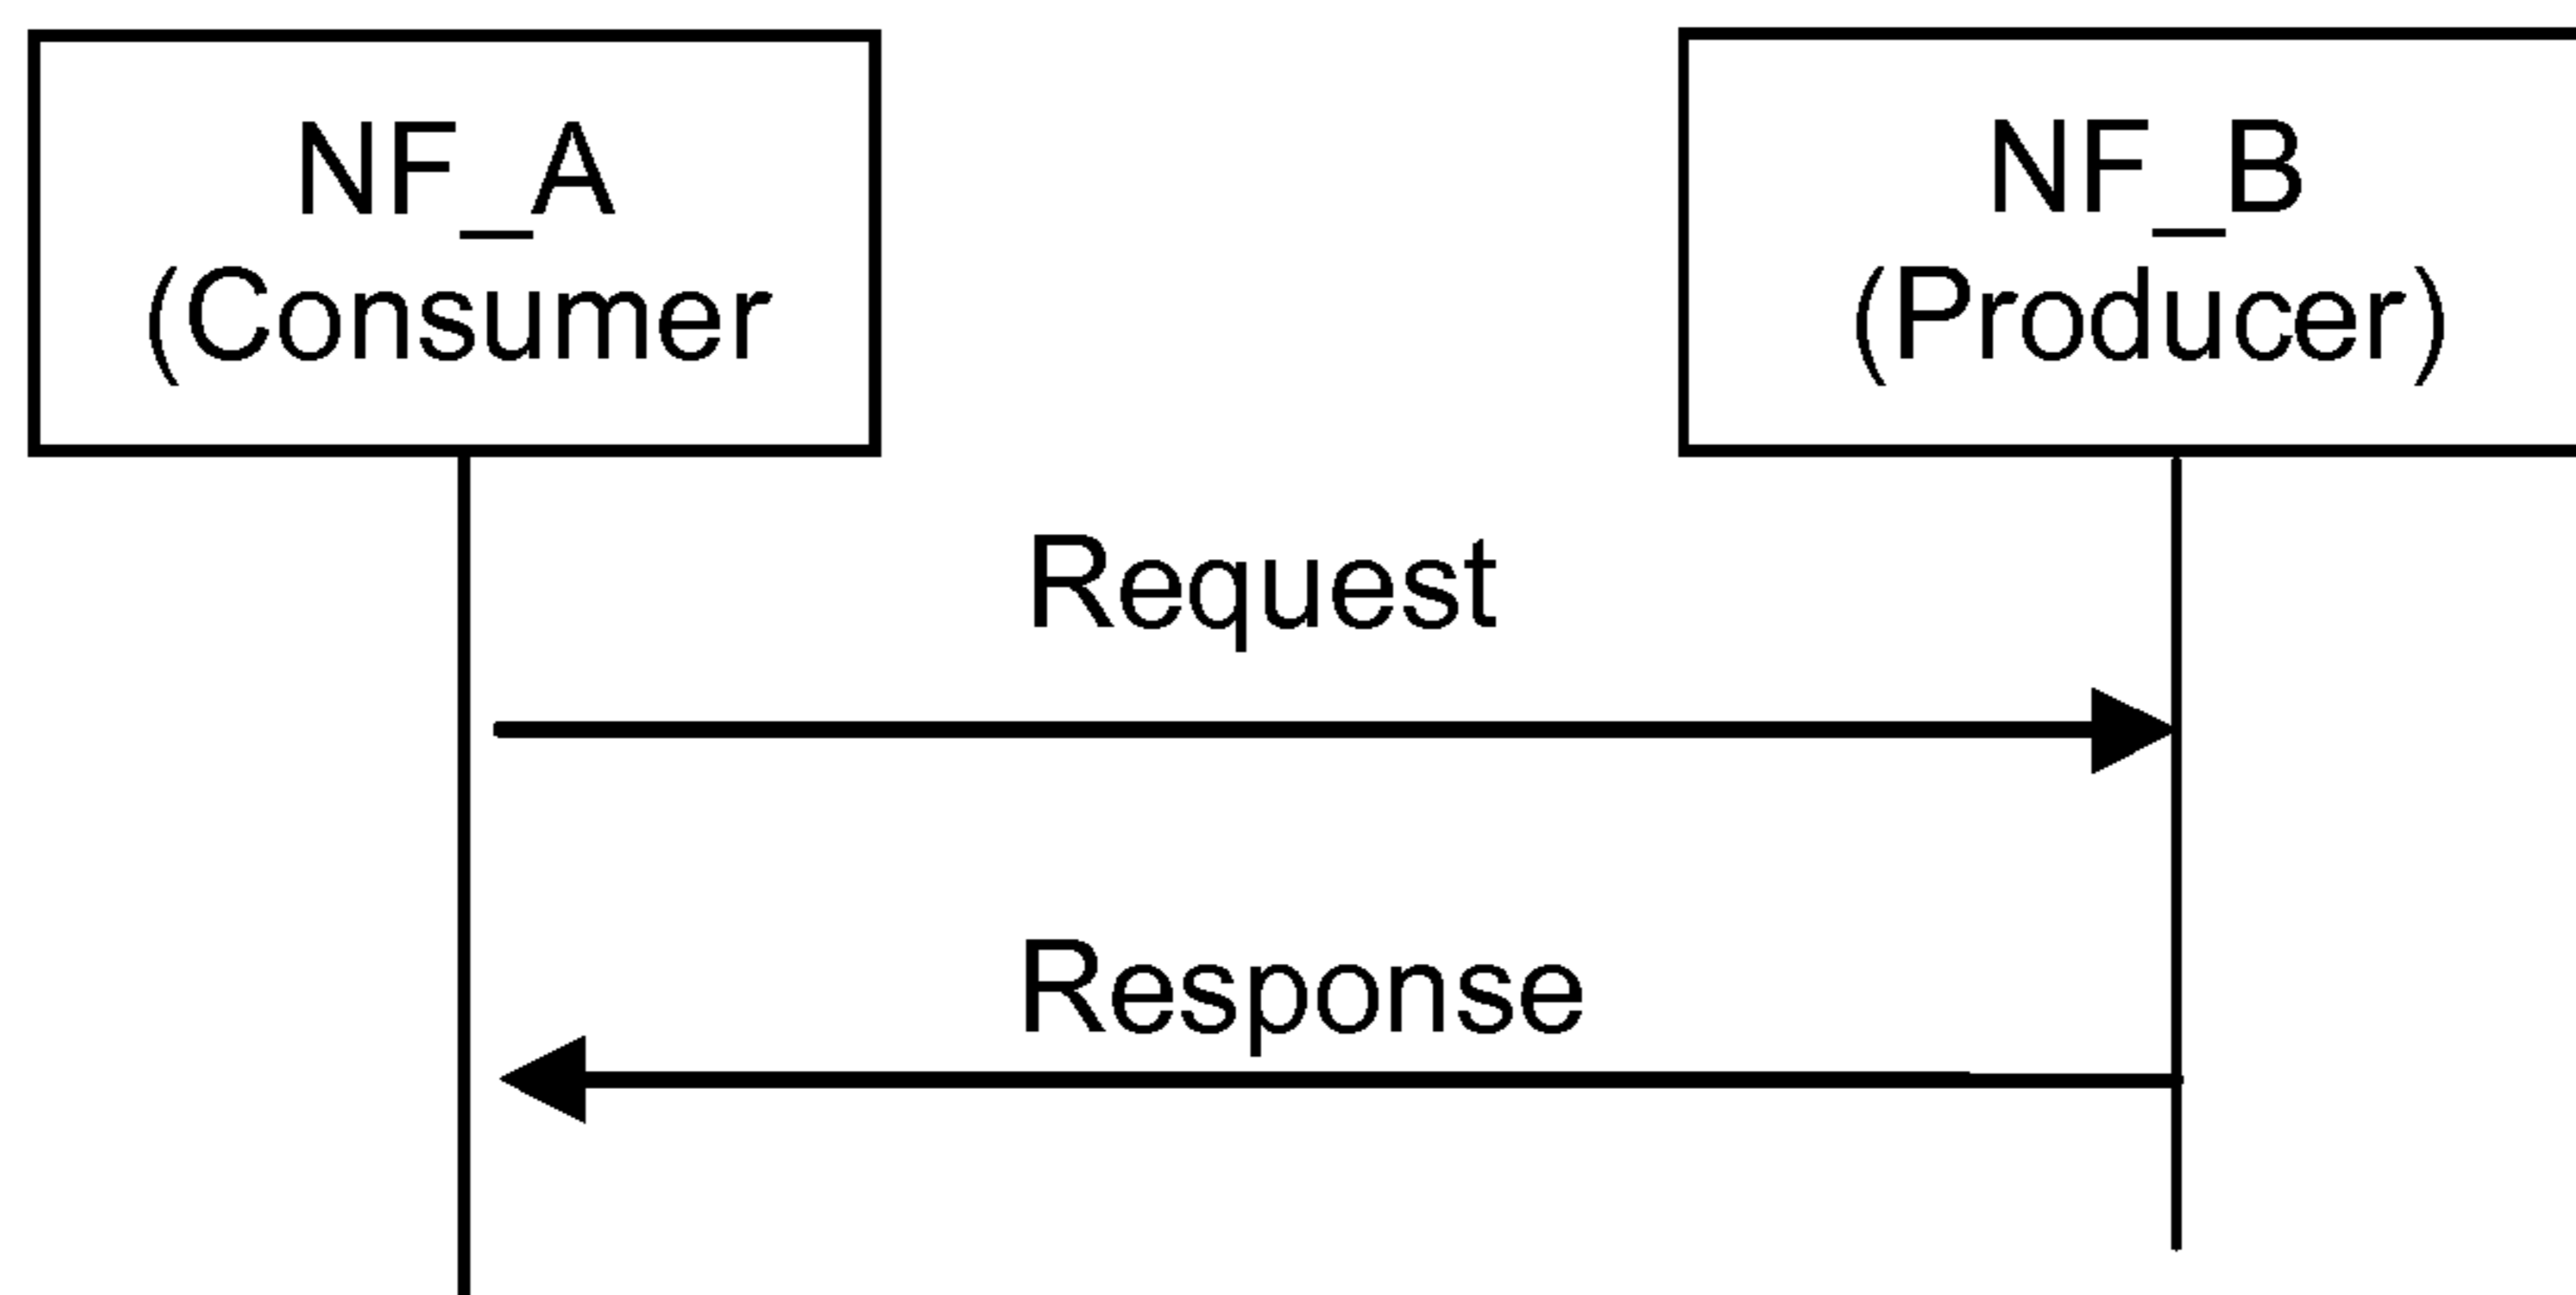 NF_A
(Consumer
NF_B
(Producer)
Request
Response